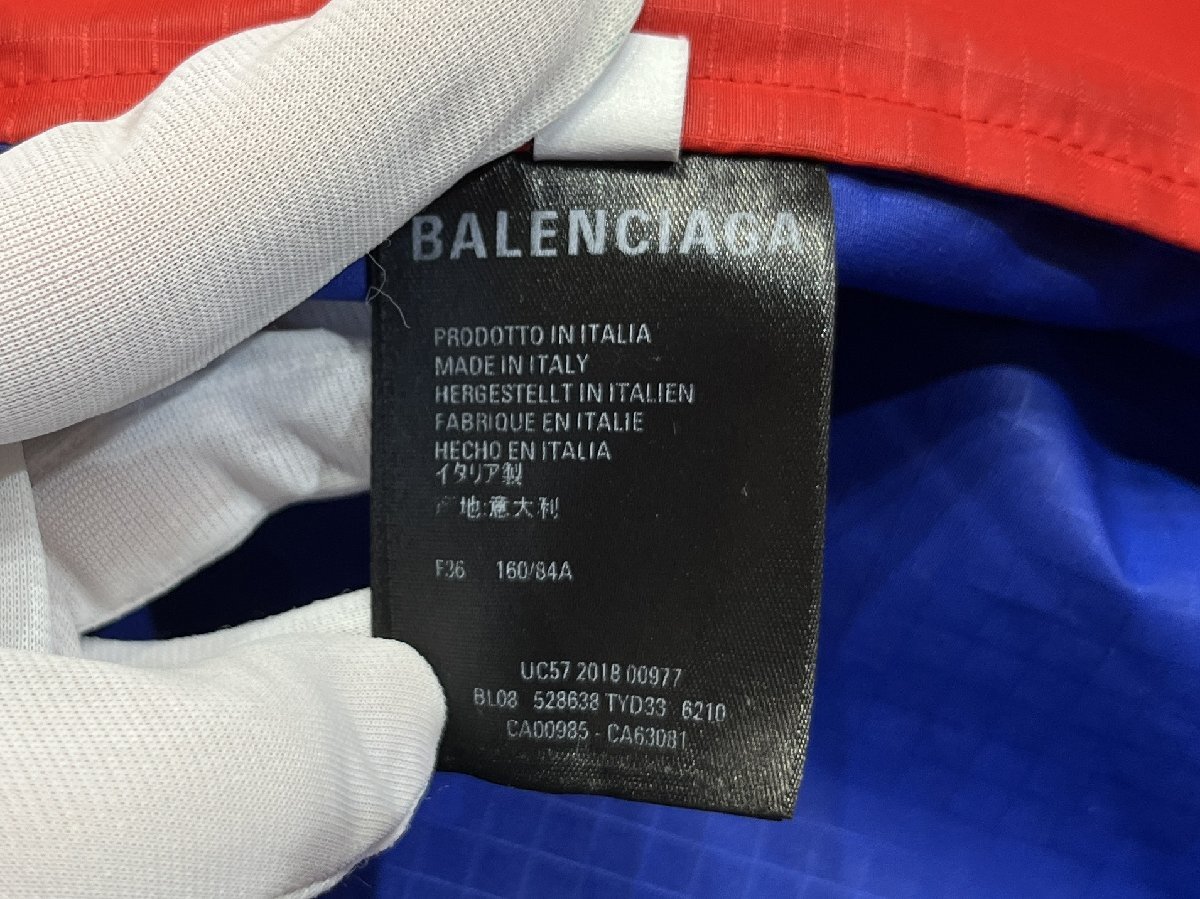 BALENCIAGA
PRODOTTO IN ITALIA
MADE IN ITALY
HERGESTELLT IN ITALIEN
FABRIQUE EN ITALIE
HECHO EN ITALIA
イタリア製
产地:意大利
F36 160/84A
UC57 2018 00977
BL08 528638 TYD33 6210
CA00985 - CA63081